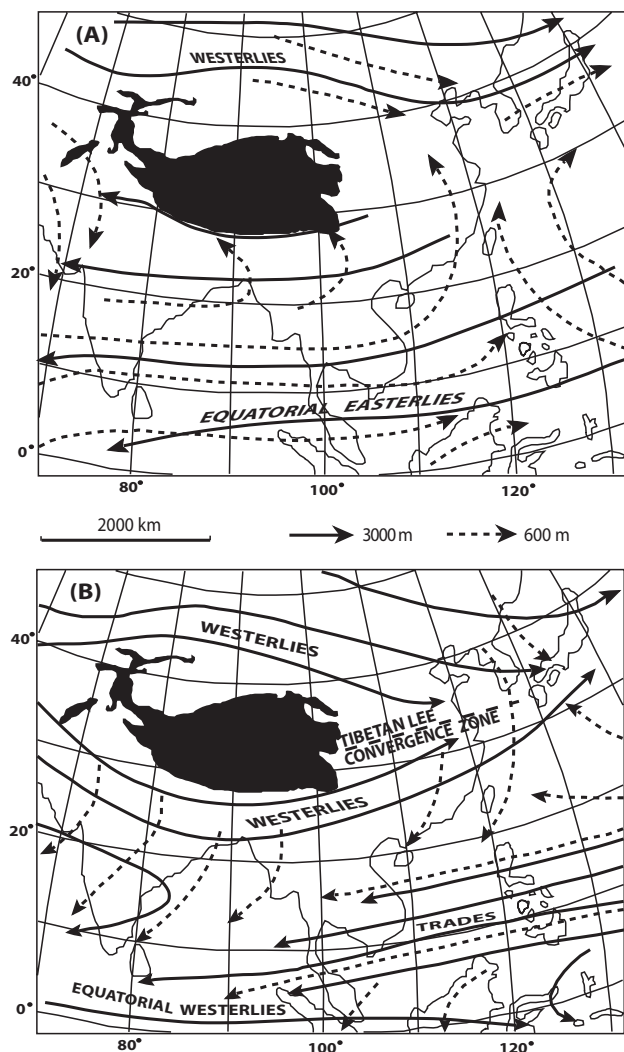 (A)
WESTERLIES
40°
20°
EQUATORIAL EASTERLIES
0°
80°
100°
120°
2000 km
3000 m
600 m
(B)
WESTERLIES
40°
TIBETAN LEE
CONVERGENCE ZONE
WESTERLIES
20°
TRADES
EQUATORIAL WESTERLIES
0°
80°
100°
120°